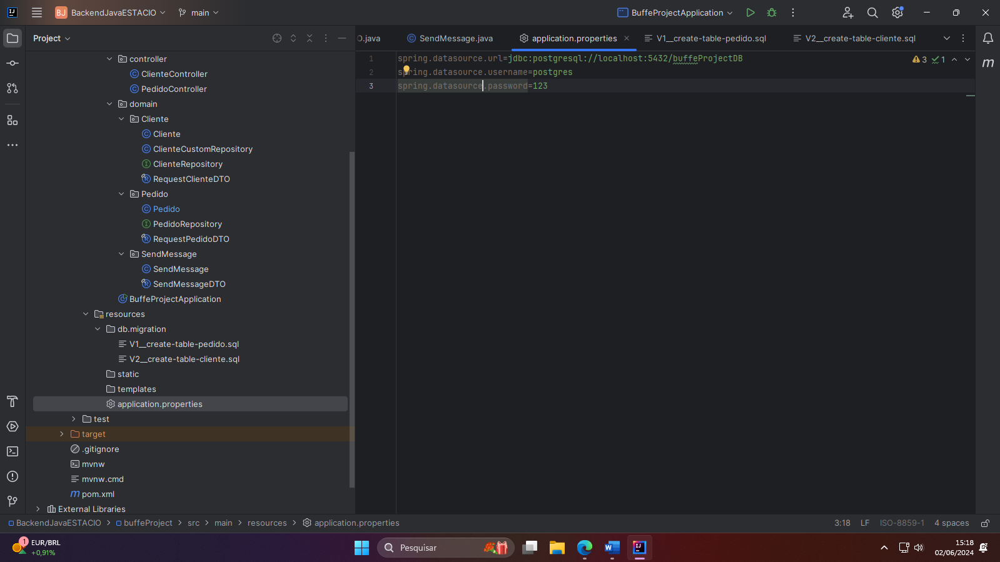 BJ BackendJavaESTACIO main BuffeProjectApplication
Project
O.java SendMessage.java application.properties V1__create-table-pedido.sql V2__create-table-cliente.sql
controller
ClienteController
PedidoController
domain
Cliente
Cliente
ClienteCustomRepository
ClienteRepository
RequestClienteDTO
Pedido
Pedido
PedidoRepository
RequestPedidoDTO
SendMessage
SendMessage
SendMessageDTO
BuffeProjectApplication
resources
db.migration
V1__create-table-pedido.sql
V2__create-table-cliente.sql
static
templates
application.properties
test
target
.gitignore
mvnw
mvnw.cmd
pom.xml
External Libraries
1 spring.datasource.url=jdbc:postgresql://localhost:5432/buffeProjectDB
2 spring.datasource.username=postgres
3 spring.datasource.password=123
3 1
BackendJavaESTACIO > buffeProject > src > main > resources > application.properties
3:18 LF ISO-8859-1 4 spaces
1 EUR/BRL
+0,91%
Pesquisar
15:18
02/06/2024